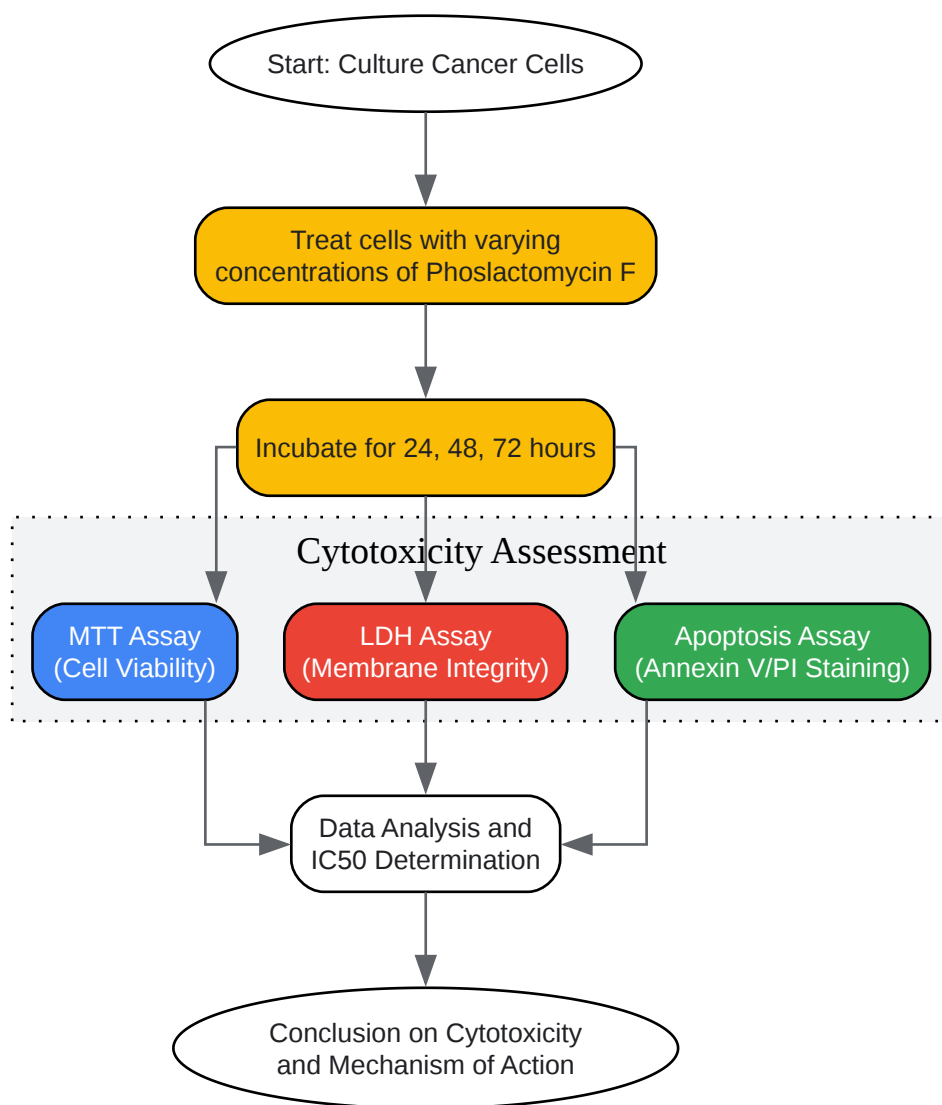 Start: Culture Cancer Cells
Treat cells with varying
concentrations of Phoslactomycin F
Incubate for 24, 48, 72 hours
Cytotoxicity Assessment
MTT Assay
(Cell Viability)
LDH Assay
(Membrane Integrity)
Apoptosis Assay
(Annexin V/PI Staining)
Data Analysis and
IC50 Determination
Conclusion on Cytotoxicity
and Mechanism of Action